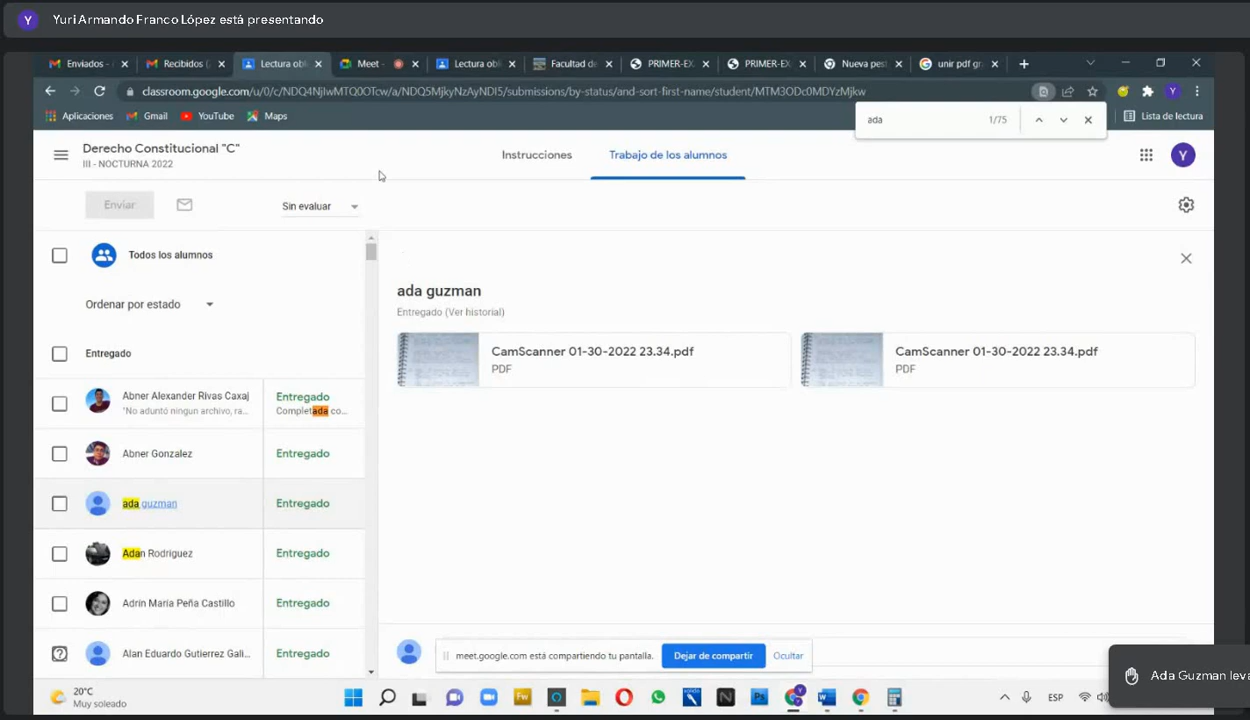 Y Yuri Armando Franco López está presentando
Enviados -
Recibidos (
Lectura obl
Meet -
Lectura obl
Facultad de
PRIMER-EX
PRIMER-EX
Nueva pest
unir pdf gra
classroom.google.com/u/0/c/NDQ4NjIwMTQ0OTcw/a/NDQ5MjkyNzAyNDI5/submissions/by-status/and-sort-first-name/student/MTM3ODc0MDYzMjkw
Aplicaciones
Gmail
YouTube
Maps
ada
1/75
Lista de lectura
Derecho Constitucional "C"
III - NOCTURNA 2022
Instrucciones
Trabajo de los alumnos
Y
Enviar
Sin evaluar
Todos los alumnos
Ordenar por estado
Entregado
Abner Alexander Rivas Caxaj
"No aduntó ningun archivo, ra...
Entregado
Completada co...
Abner Gonzalez
Entregado
ada guzman
Entregado
Adan Rodriguez
Entregado
Adrin María Peña Castillo
Entregado
Alan Eduardo Gutierrez Gali...
Entregado
ada guzman
Entregado (Ver historial)
CamScanner 01-30-2022 23.34.pdf
PDF
CamScanner 01-30-2022 23.34.pdf
PDF
meet.google.com está compartiendo tu pantalla.
Dejar de compartir
Ocultar
Ada Guzman leva
20°C
Muy soleado
ESP